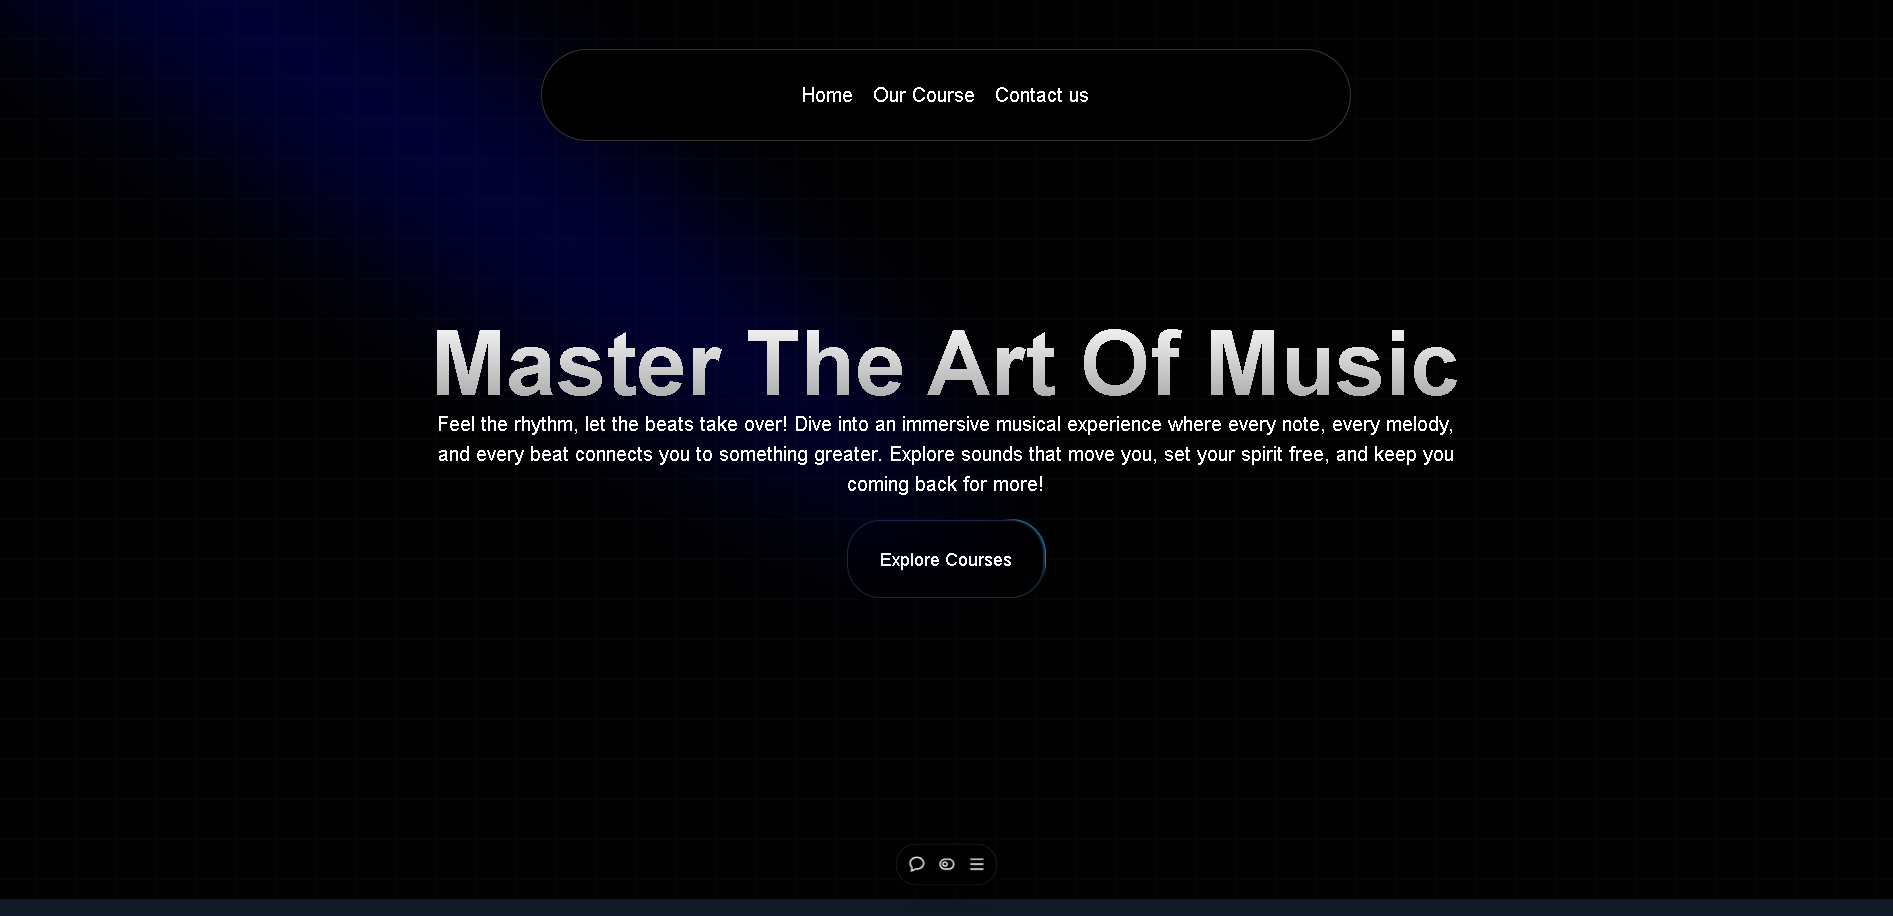 Home Our Course Contact us
Master The Art Of Music
Feel the rhythm, let the beats take over! Dive into an immersive musical experience where every note, every melody,
and every beat connects you to something greater. Explore sounds that move you, set your spirit free, and keep you
coming back for more!
Explore Courses